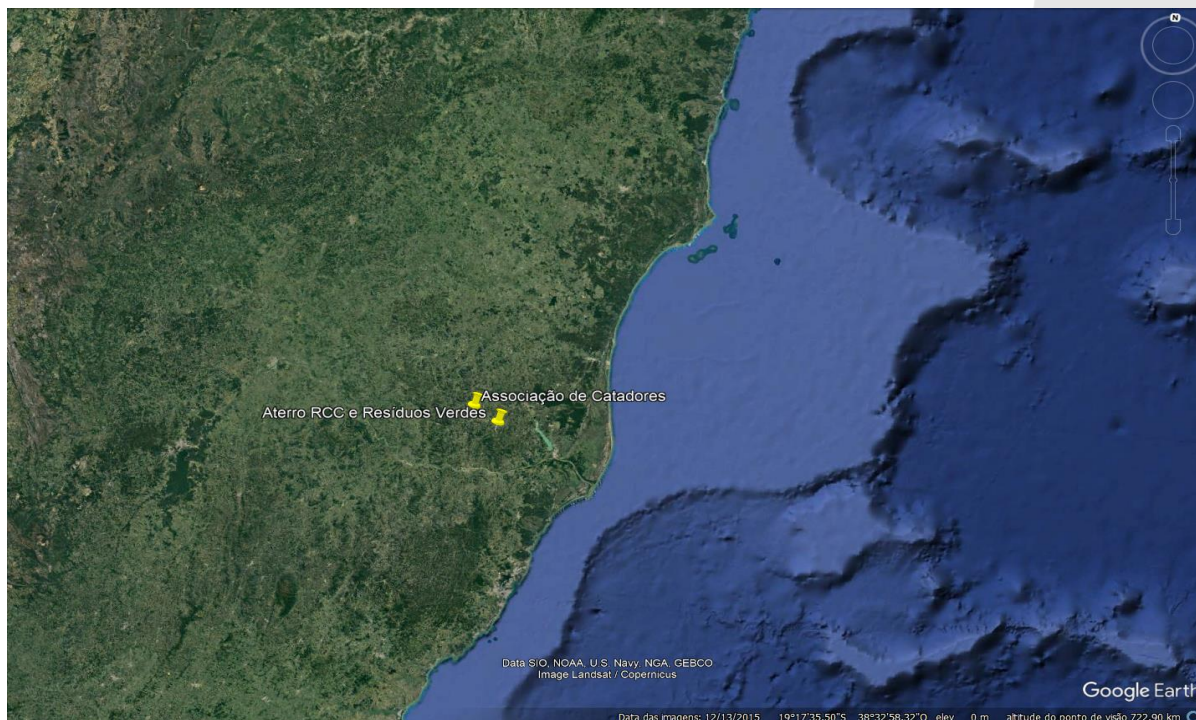 N
Associação de Catadores
Aterro RCC e Resíduos Verdes
Data SIO, NOAA, U.S. Navy, NGA, GEBCO
Image Landsat / Copernicus
Google Earth
Data das imagens: 12/13/2015 19°17'35.50"S 38°32'58.32"O elev 0 m altitude do ponto de visão 722.90 km